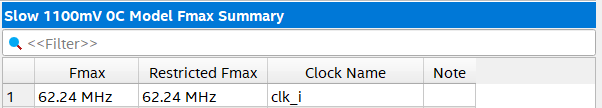 Slow 1100mV 0C Model Fmax Summary
<<Filter>>
Fmax Restricted Fmax Clock Name Note
1 62.24 MHz 62.24 MHz clk_i